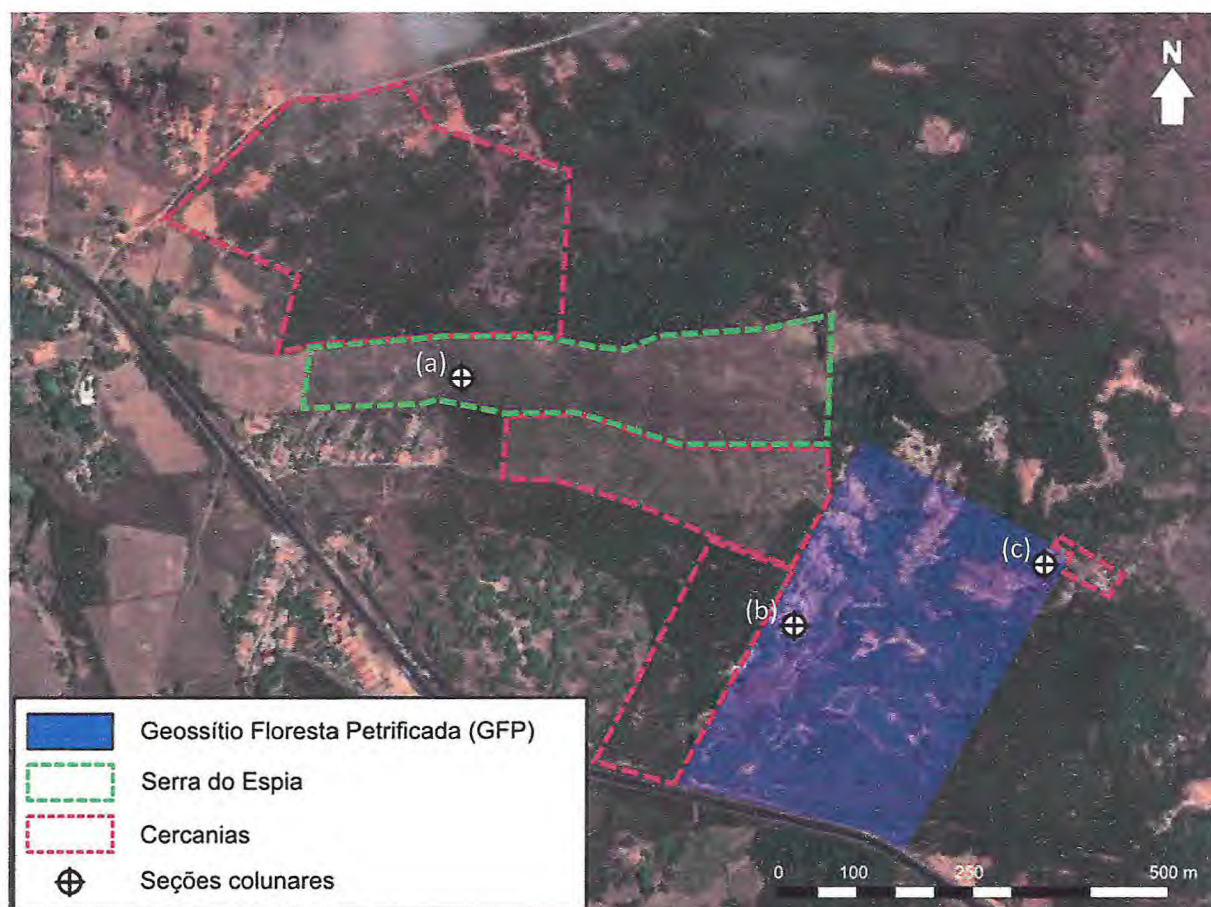 N
(a)
(b)
(c)
Geossítio Floresta Petrificada (GFP)
Serra do Espia
Cercanias
Seções colunares
0 100 250 500 m